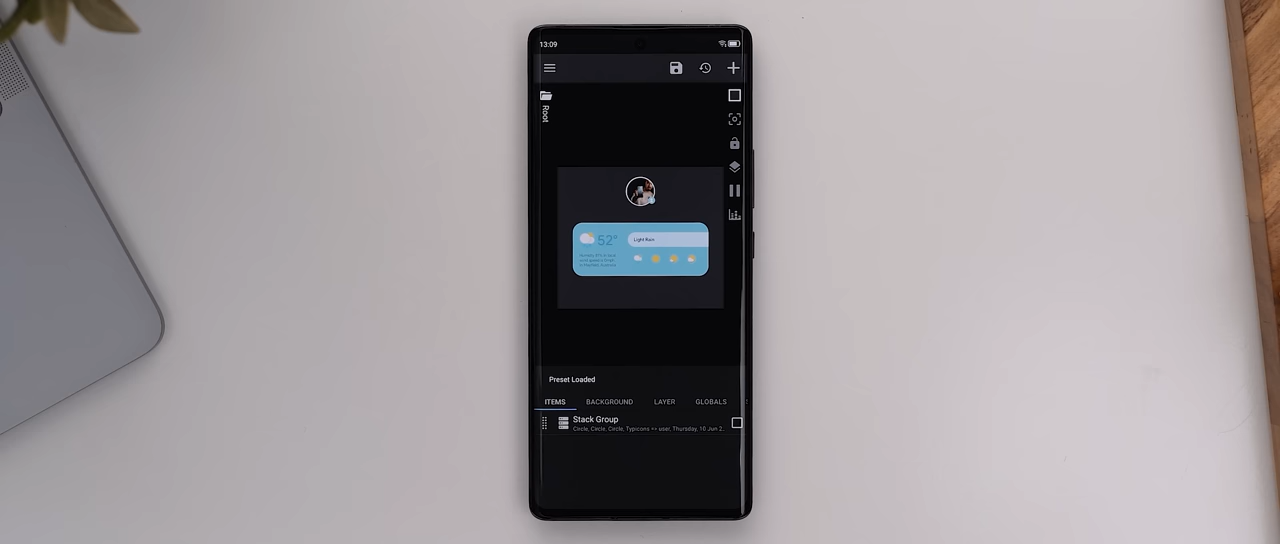 13:09
Root
52°
Light Rain
Preset Loaded
ITEMS BACKGROUND LAYER GLOBALS
Stack Group
Circle, Circle, Circle, Typicons ++ user, Thursday, 10 Jun 2..